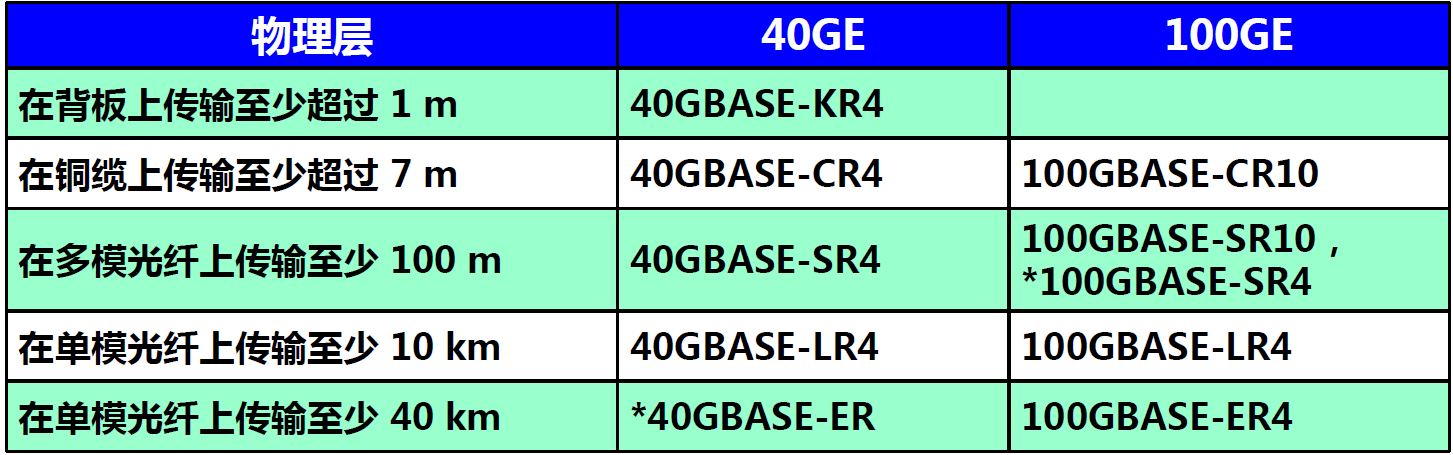 物理层 40GE 100GE
在背板上传输至少超过 1 m 40GBASE-KR4
在铜缆上传输至少超过 7 m 40GBASE-CR4 100GBASE-CR10
在多模光纤上传输至少 100 m 40GBASE-SR4 100GBASE-SR10，
*100GBASE-SR4
在单模光纤上传输至少 10 km 40GBASE-LR4 100GBASE-LR4
在单模光纤上传输至少 40 km *40GBASE-ER 100GBASE-ER4